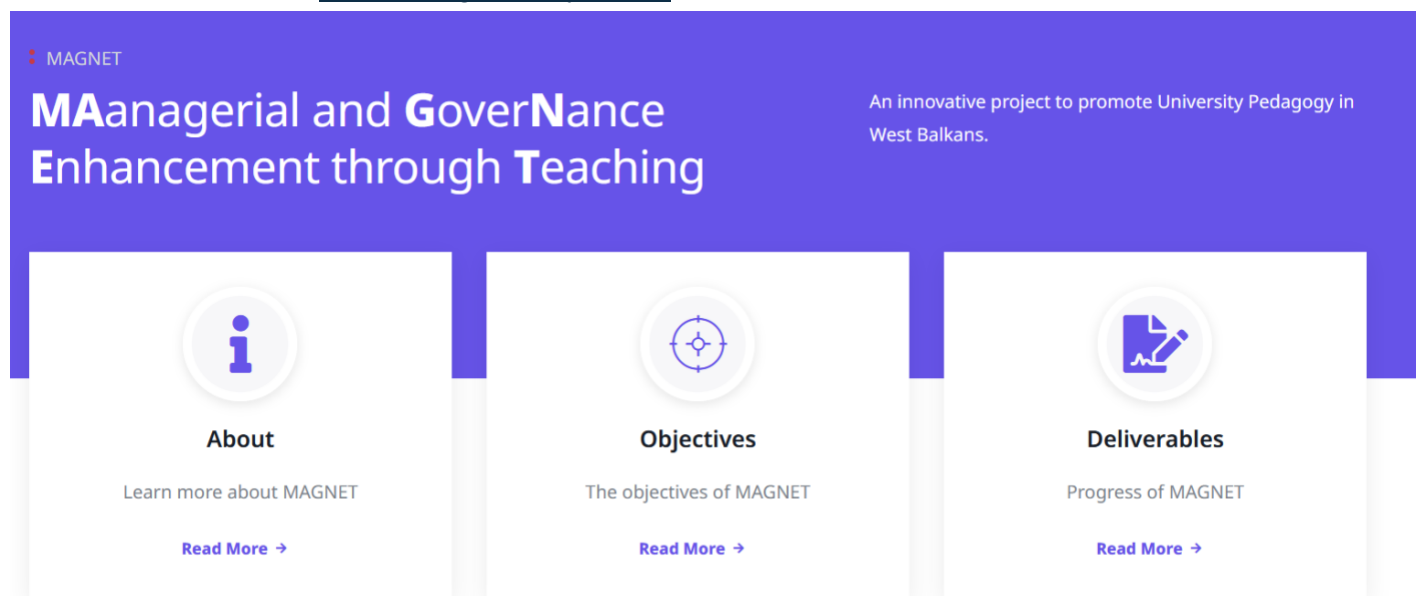 MAGNET
MAanagerial and GoverNance
Enhancement through Teaching
An innovative project to promote University Pedagogy in
West Balkans.
About
Learn more about MAGNET
Read More →
Objectives
The objectives of MAGNET
Read More →
Deliverables
Progress of MAGNET
Read More →